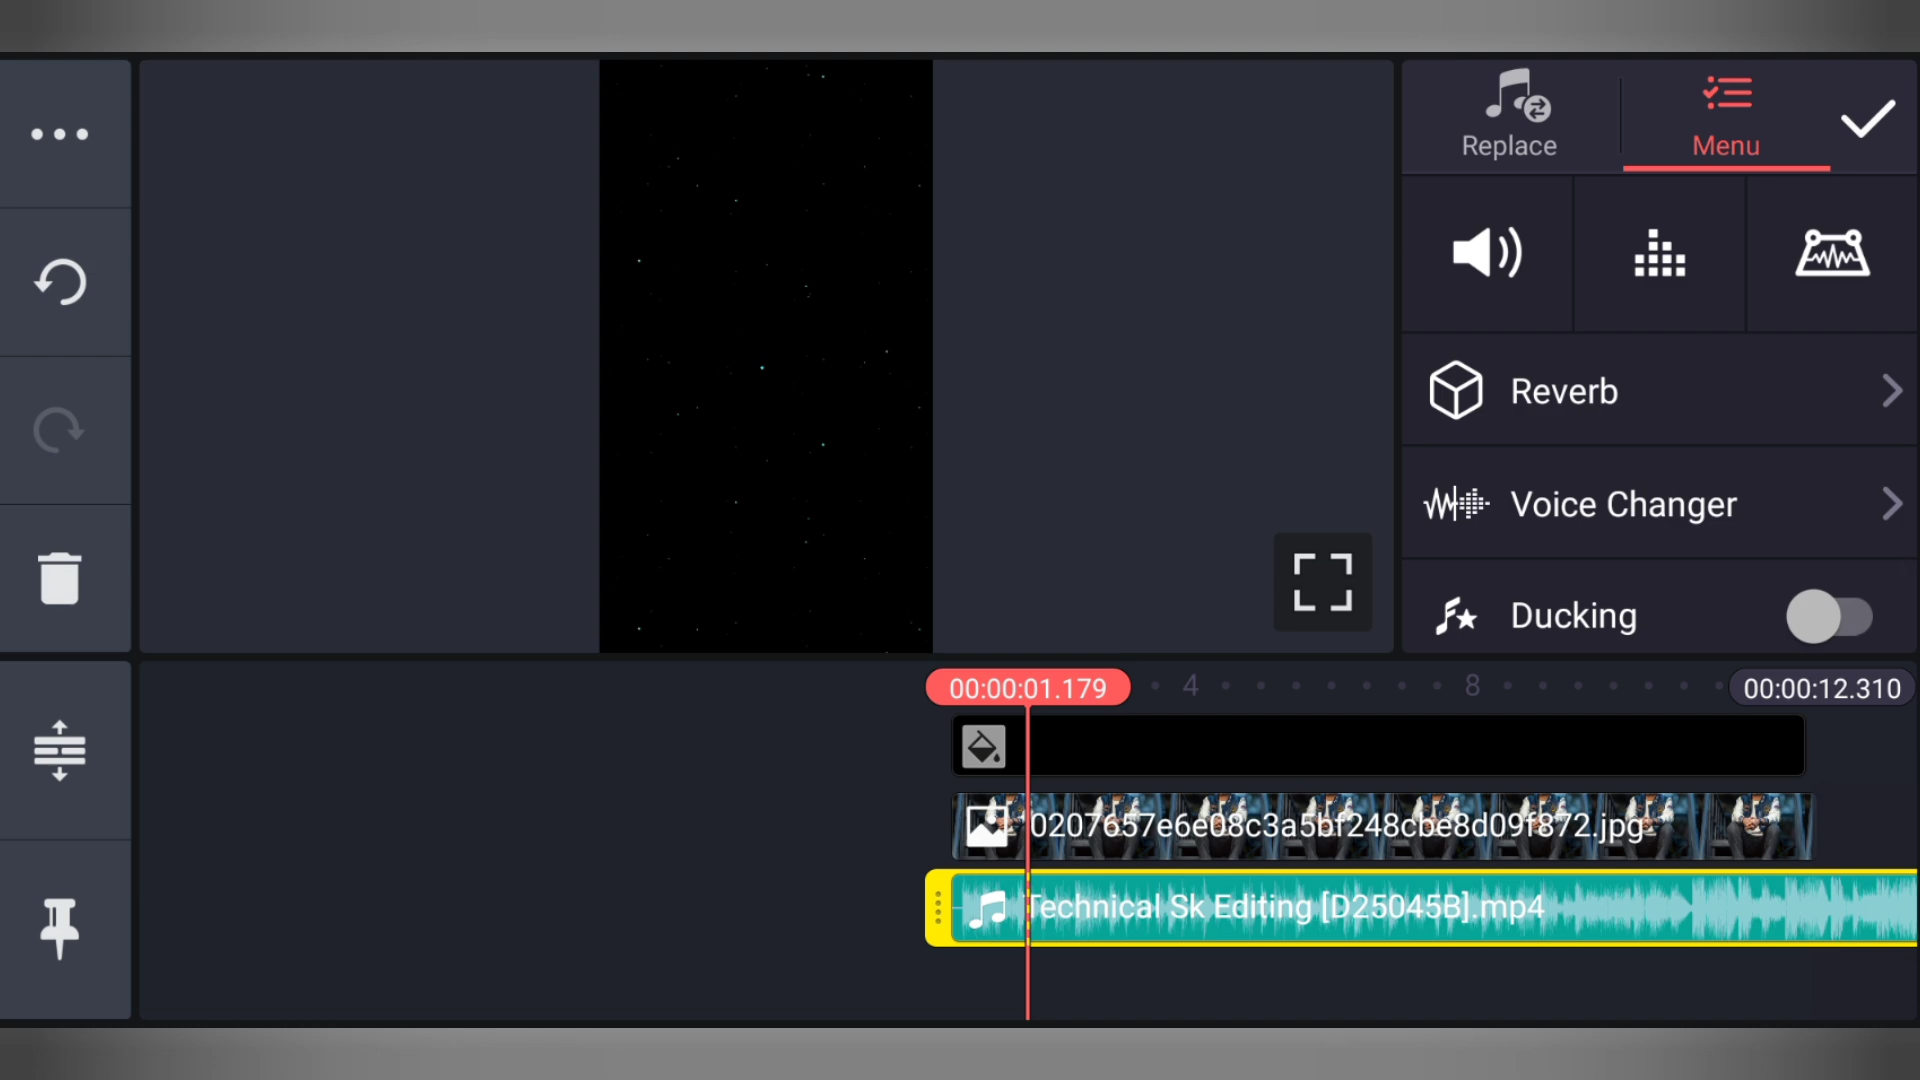 Replace
Menu
Reverb
Voice Changer
Ducking
00:00:01.179
4
8
00:00:12.310
0207657e6e08c3a5bf248cbe8d09f872.jpg
Technical Sk Editing [D25045B].mp4